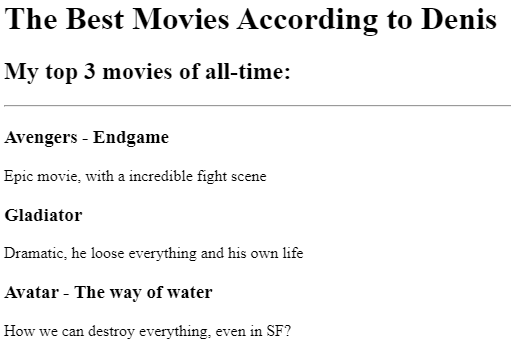 The Best Movies According to Denis
My top 3 movies of all-time:
Avengers - Endgame
Epic movie, with a incredible fight scene
Gladiator
Dramatic, he loose everything and his own life
Avatar - The way of water
How we can destroy everything, even in SF?